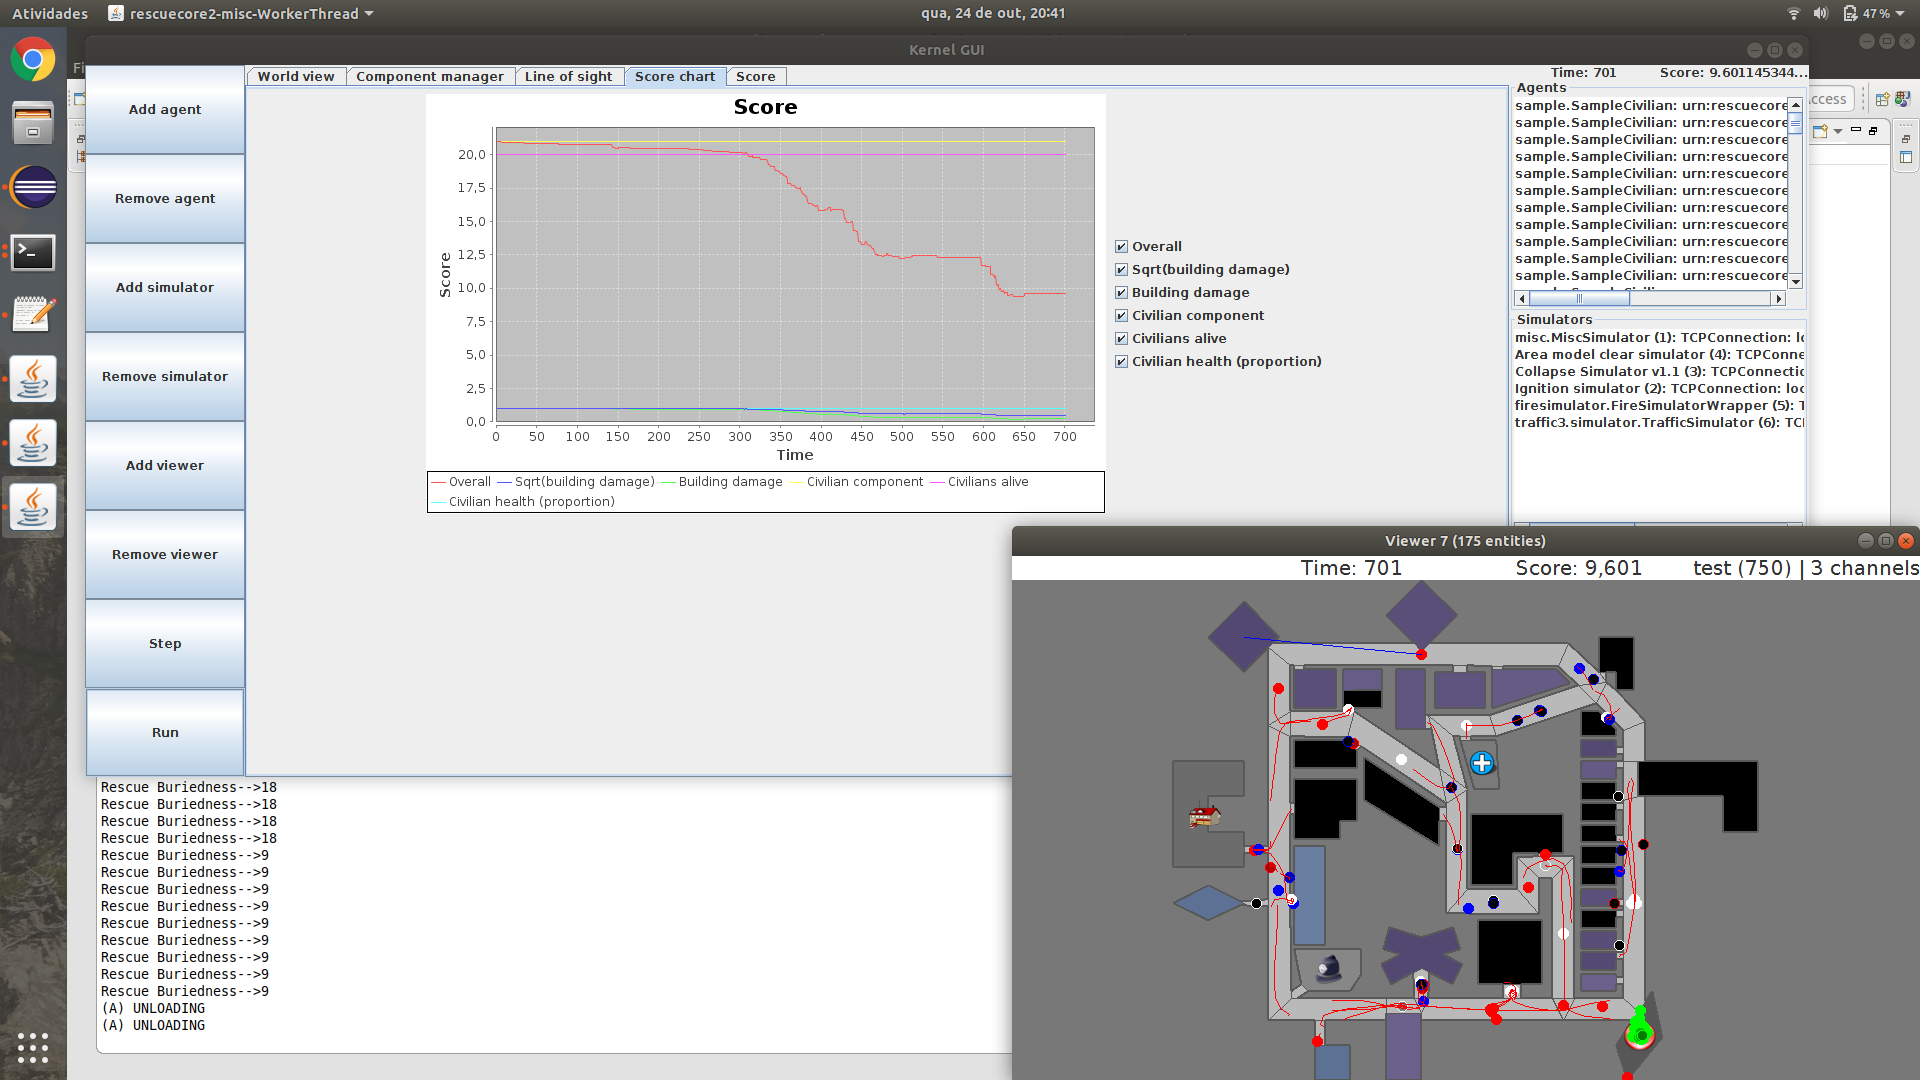 Atividades
rescuecore2-misc-WorkerThread
qua, 24 de out, 20:41
47 %
Kernel GUI
Fi
Add agent
Remove agent
Add simulator
Remove simulator
Add viewer
Remove viewer
Step
Run
World view
Component manager
Line of sight
Score chart
Score
Time: 701
Score: 9.601145344...
Score
Score
20,0
17,5
15,0
12,5
10,0
7,5
5,0
2,5
0,0
0 50 100 150 200 250 300 350 400 450 500 550 600 650 700
Time
Overall Sqrt(building damage) Building damage Civilian component Civilians alive
Civilian health (proportion)
Overall
Sqrt(building damage)
Building damage
Civilian component
Civilians alive
Civilian health (proportion)
Agents
sample.SampleCivilian: urn:rescuecore
sample.SampleCivilian: urn:rescuecore
sample.SampleCivilian: urn:rescuecore
sample.SampleCivilian: urn:rescuecore
sample.SampleCivilian: urn:rescuecore
sample.SampleCivilian: urn:rescuecore
sample.SampleCivilian: urn:rescuecore
sample.SampleCivilian: urn:rescuecore
sample.SampleCivilian: urn:rescuecore
sample.SampleCivilian: urn:rescuecore
sample.SampleCivilian: urn:rescuecore
Simulators
misc.MiscSimulator (1): TCPConnection: lo
Area model clear simulator (4): TCPConne
Collapse Simulator v1.1 (3): TCPConnectio
Ignition simulator (2): TCPConnection: loc
firesimulator.FireSimulatorWrapper (5): T
traffic3.simulator.TrafficSimulator (6): TCI
ccess
Viewer 7 (175 entities)
Time: 701
Score: 9,601
test (750) | 3 channels
Rescue Buriedness-->18
Rescue Buriedness-->18
Rescue Buriedness-->18
Rescue Buriedness-->18
Rescue Buriedness-->9
Rescue Buriedness-->9
Rescue Buriedness-->9
Rescue Buriedness-->9
Rescue Buriedness-->9
Rescue Buriedness-->9
Rescue Buriedness-->9
Rescue Buriedness-->9
Rescue Buriedness-->9
(A) UNLOADING
(A) UNLOADING